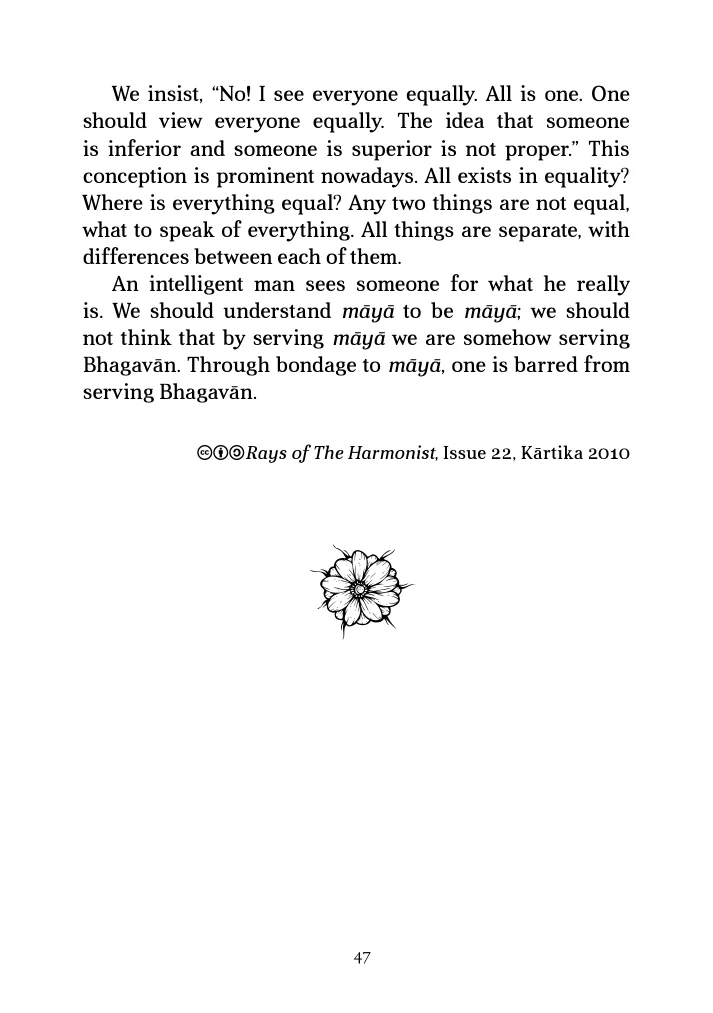 We insist, “No! I see everyone equally. All is one. One
should view everyone equally. The idea that someone
is inferior and someone is superior is not proper.” This
conception is prominent nowadays. All exists in equality?
Where is everything equal? Any two things are not equal,
what to speak of everything. All things are separate, with
differences between each of them.
An intelligent man sees someone for what he really
is. We should understand māyā to be māyā; we should
not think that by serving māyā we are somehow serving
Bhagavān. Through bondage to māyā, one is barred from
serving Bhagavān.
Rays of The Harmonist, Issue 22, Kārtika 2010
47